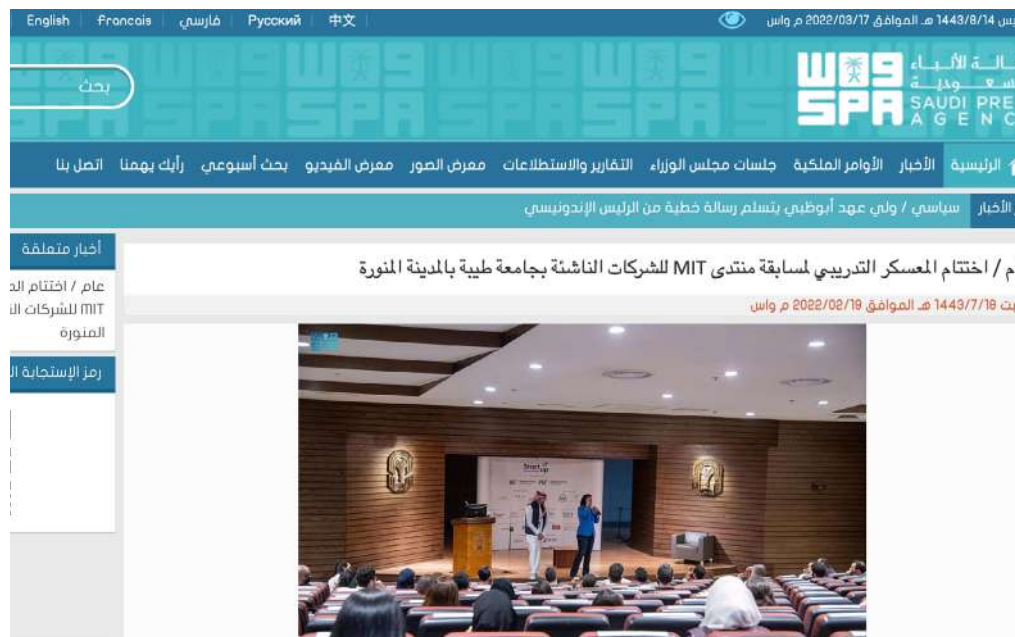 English Francais فارسي Русский 中文
1443/8/14 هـ الموافق 2022/03/17 م واس
بحث
واس
SPA
SAUDI
الرئيسية الأخبار الأوامر الملكية جلسات مجلس الوزراء التقارير والاستطلاعات معرض الصور معرض الفيديو بحث أسبوعي رأيك يهمنا اتصل بنا
الأخبار سياسي / ولي عهد أبوظبي يتسلم رسالة خطية من الرئيس الإندونيسي
/ اختتام المعسكر التدريبي لمسابقة منتدى MIT للشركات الناشئة بجامعة طيبة بالمدينة المنورة
1443/7/18 هـ الموافق 2022/02/19 م واس
أخبار متعلقة
عام / اختتام
MIT للشركات
المنورة
رمز الإستجابة
Startup